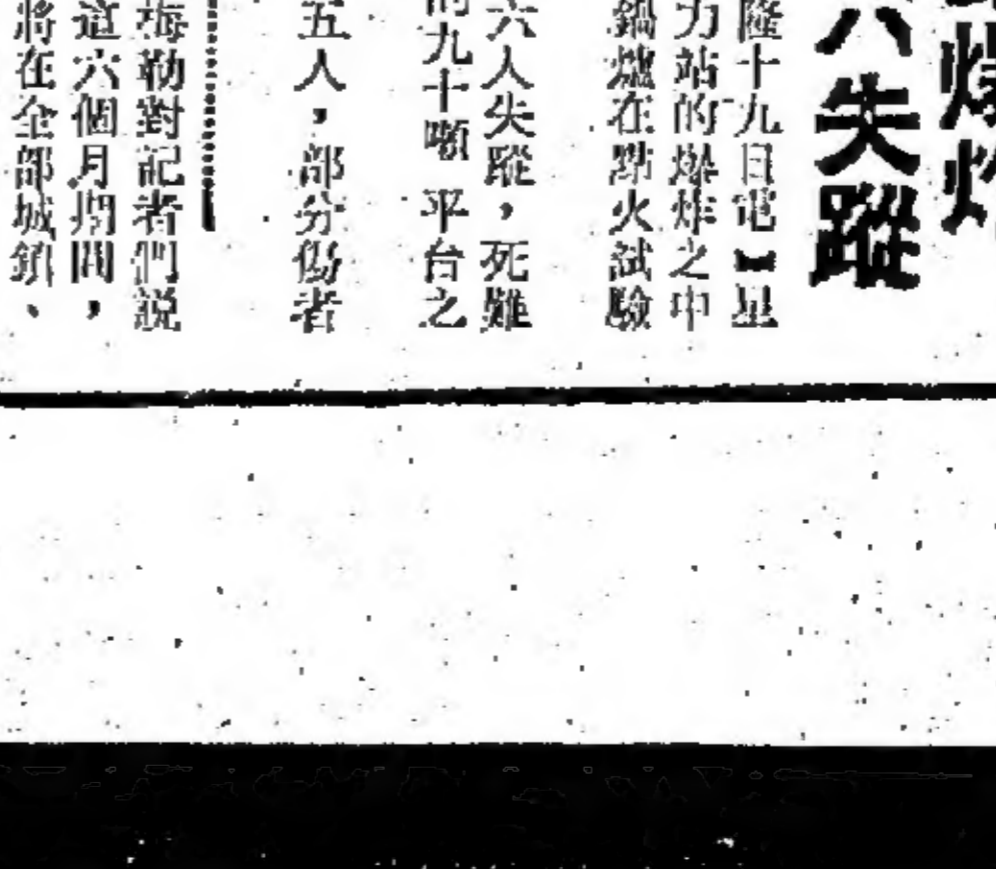 爆炸
六失蹤
隆十九日電】星
力站的爆炸之中
鍋爐在點火試驗
六人失蹤，死難
的九十噸 平台之
五人，部分傷者
梅勒對記者們説
這六個月期間，
將在全部城鎮、